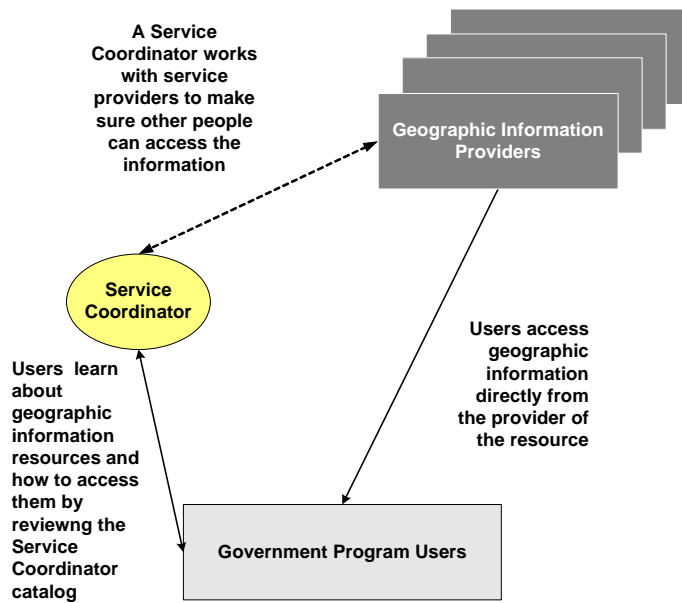 A Service
Coordinator works
with service
providers to make
sure other people
can access the
information
Geographic Information
Providers
Service
Coordinator
Users access
geographic
information
directly from
the provider of
the resource
Users learn
about
geographic
information
resources and
how to access
them by
reviewng the
Service
Coordinator
catalog
Government Program Users